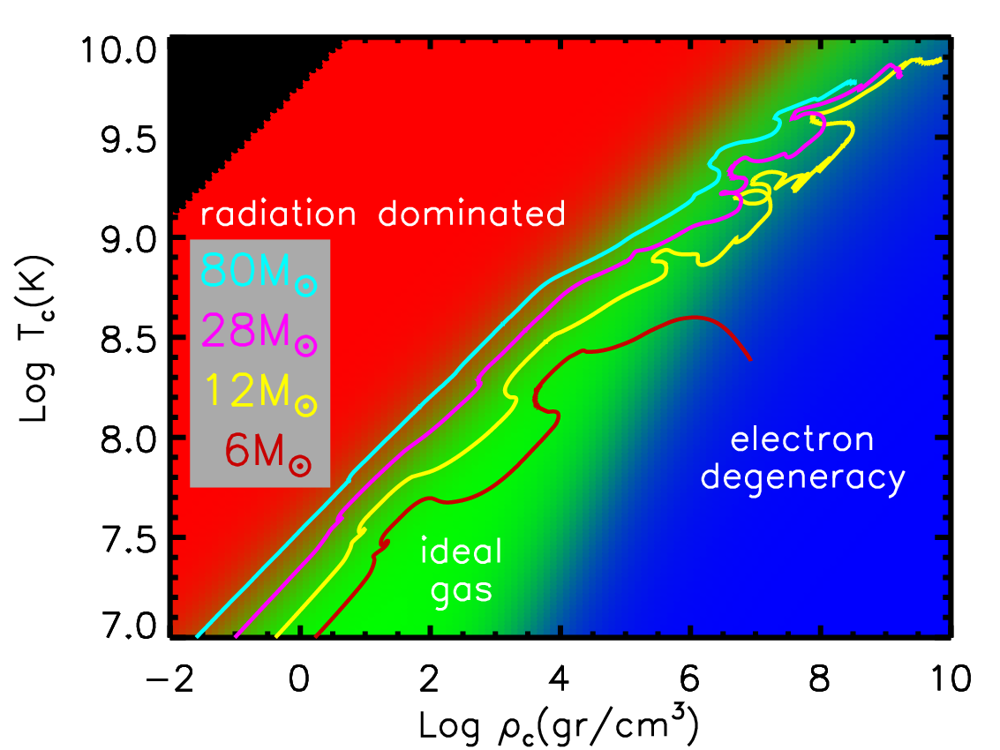 10.0
9.5
9.0
8.5
8.0
7.5
7.0
Log T_c(K)
radiation dominated
80M☉
28M☉
12M☉
6M☉
electron
degeneracy
ideal
gas
−2 0 2 4 6 8 10
Log ρ_c(gr/cm³)